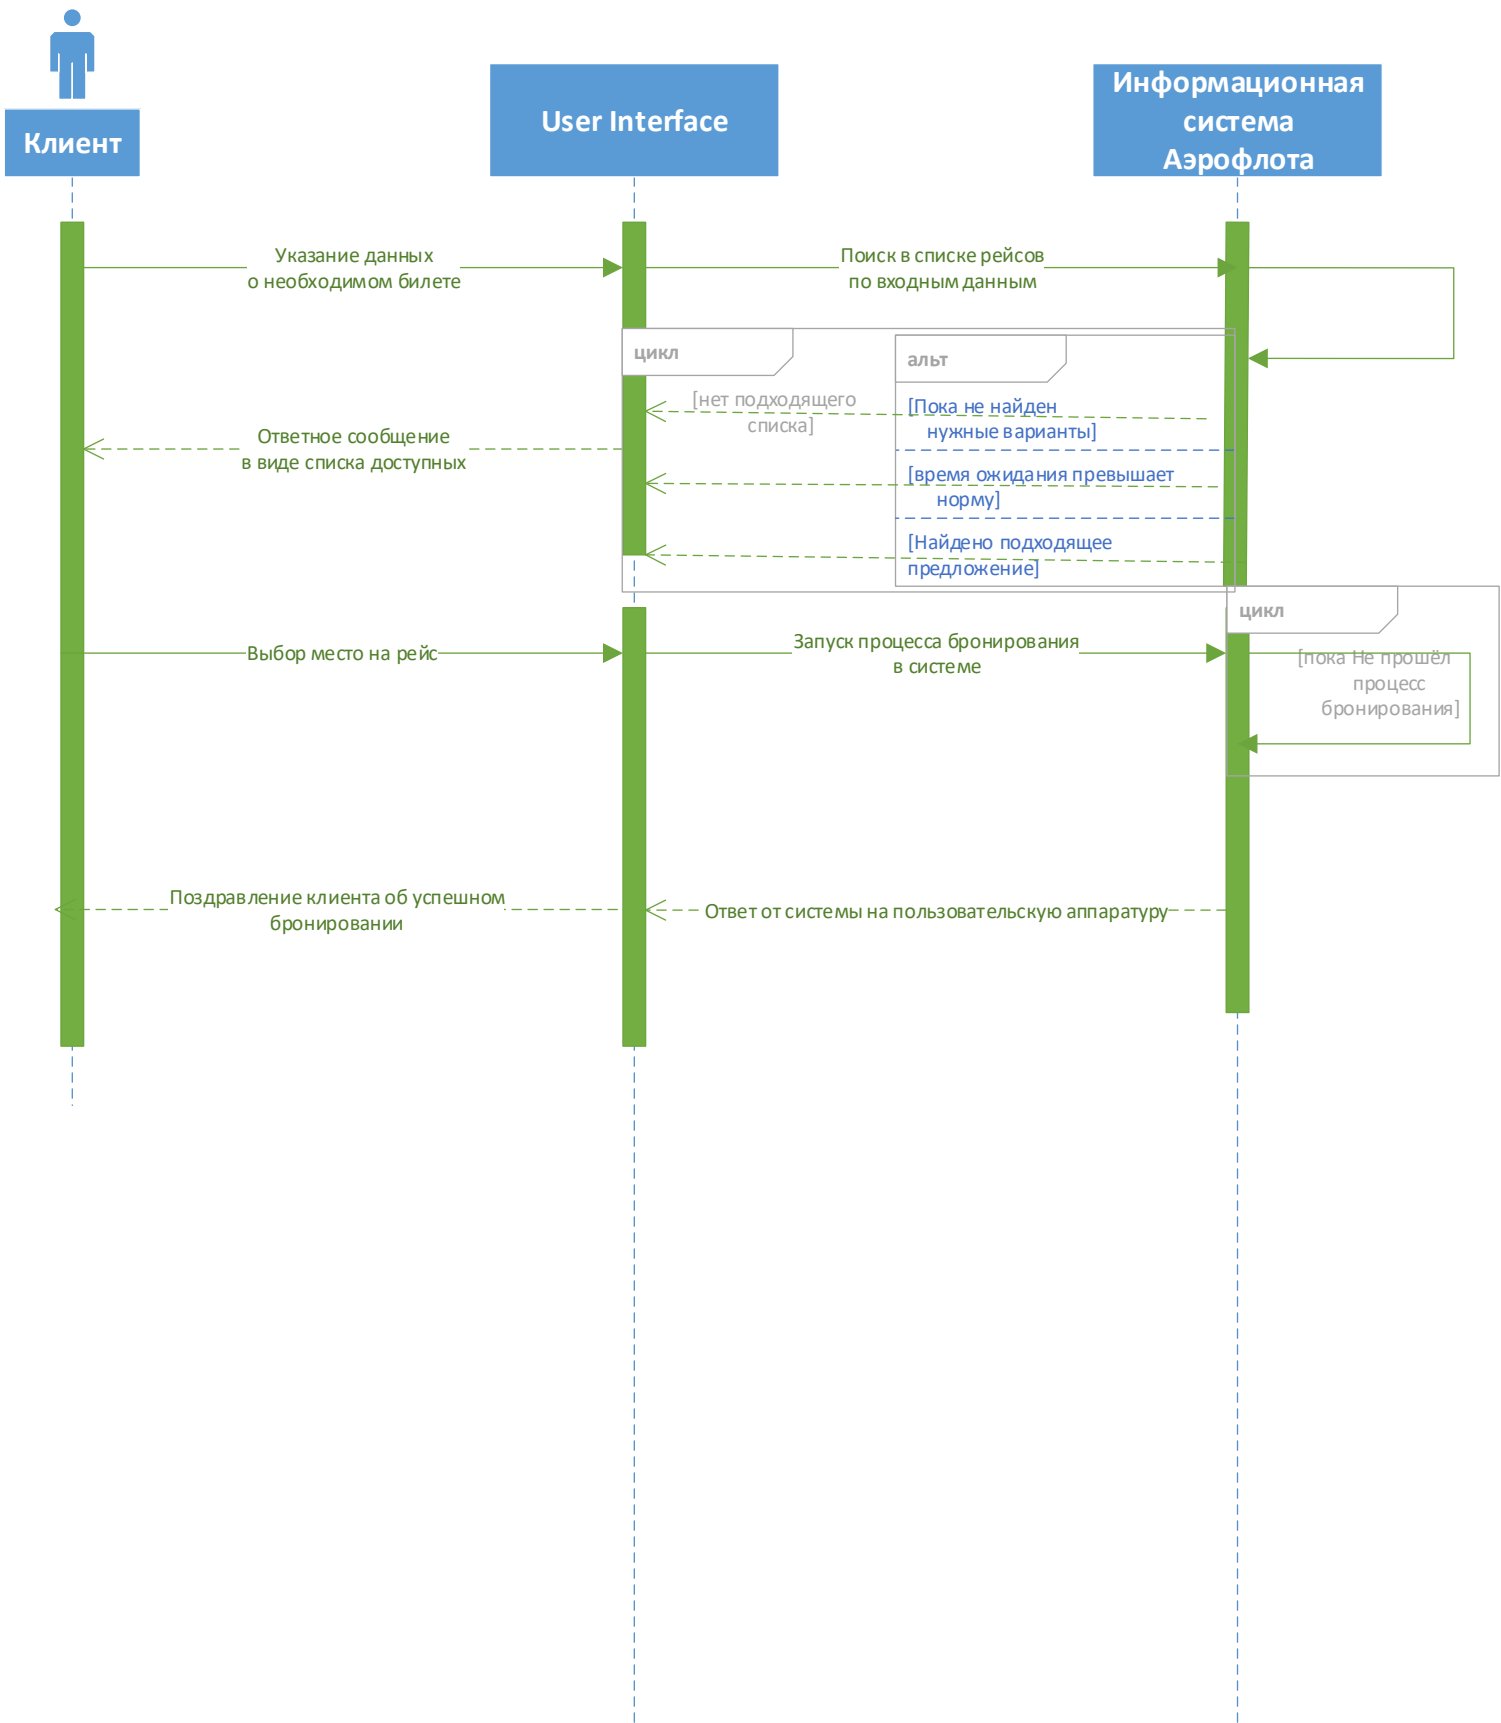 Клиент
User Interface
Информационная
система
Аэрофлота
Указание данных
о необходимом билете
Поиск в списке рейсов
по входным данным
цикл
альт
[нет подходящего
списка]
[Пока не найден
нужные варианты]
Ответное сообщение
в виде списка доступных
[время ожидания превышает
норму]
[Найдено подходящее
предложение]
цикл
Выбор место на рейс
Запуск процесса бронирования
в системе
[пока Не прошёл
процесс
бронирования]
Поздравление клиента об успешном
бронировании
Ответ от системы на пользовательскую аппаратуру